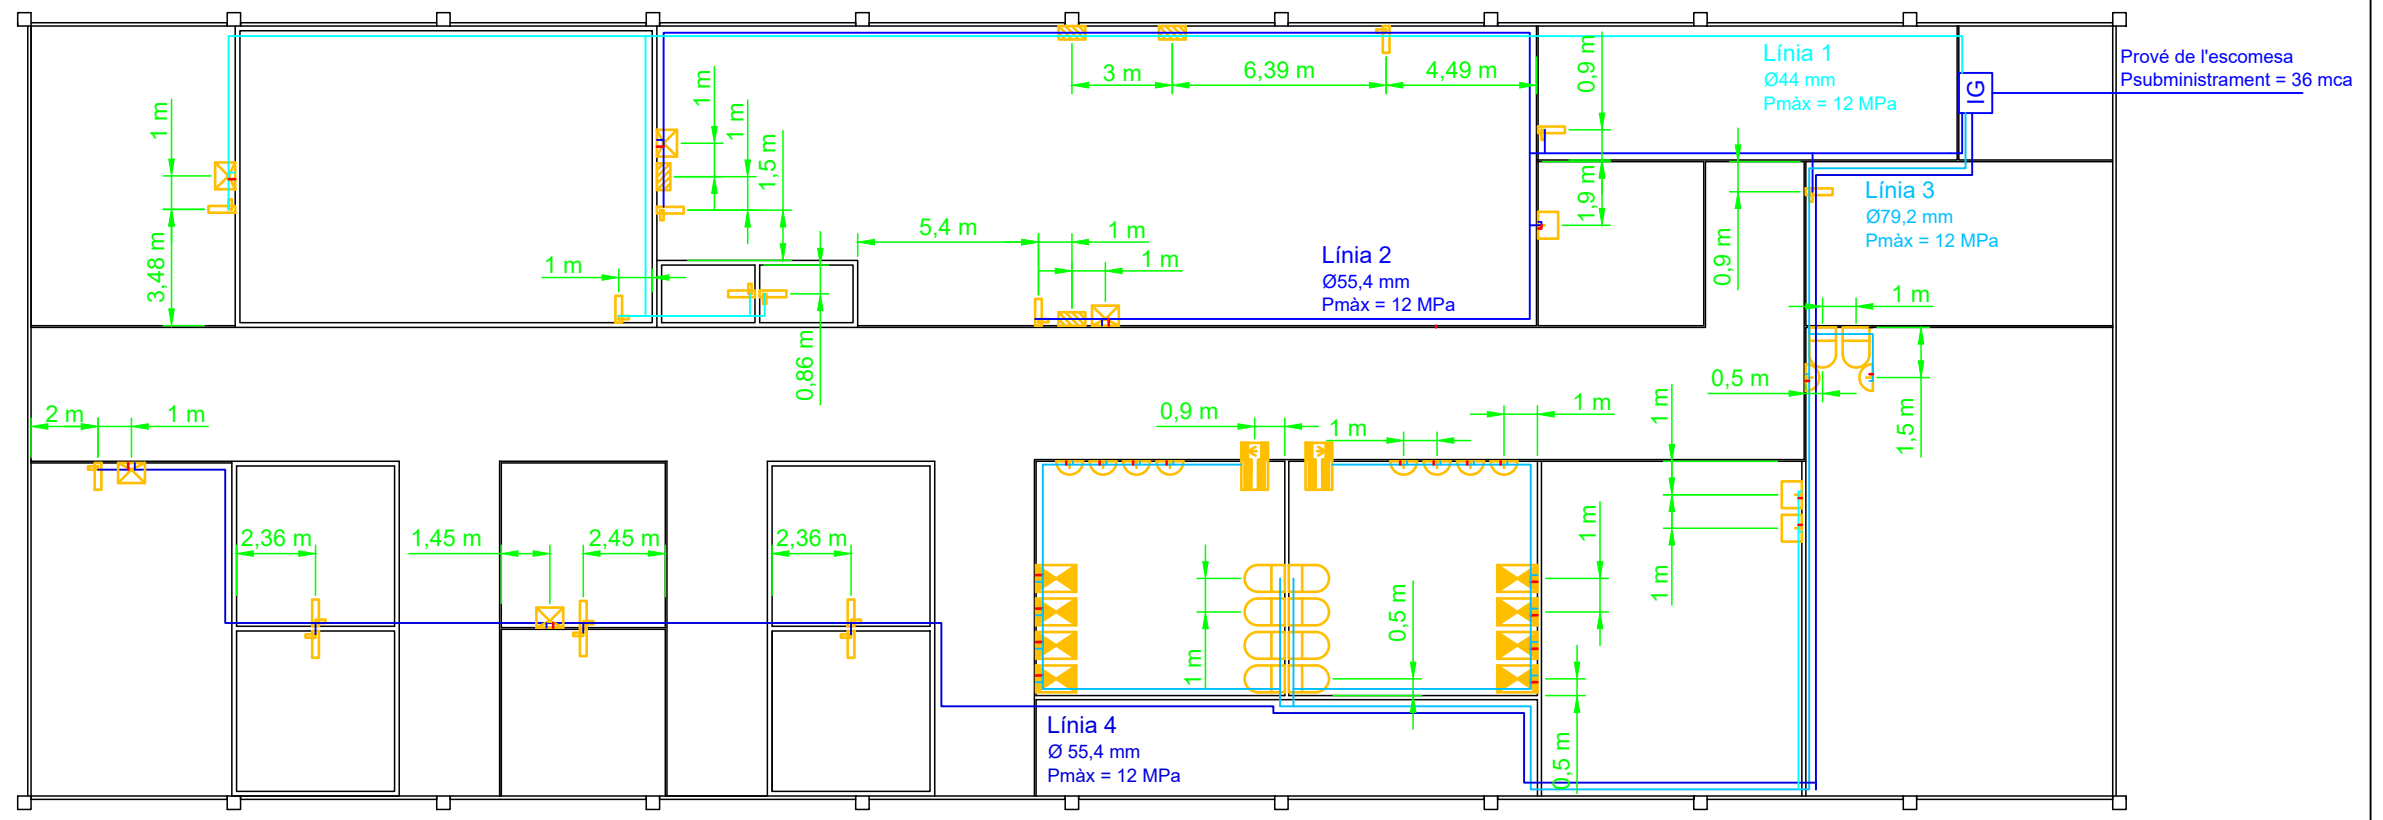 Línia 1
Ø44 mm
Pmàx = 12 MPa
Prové de l'escomesa
Psubministrament = 36 mca
IG
3 m
6,39 m
4,49 m
0,9 m
1 m
1 m
1 m
1,5 m
1,9 m
Línia 3
Ø79,2 mm
Pmàx = 12 MPa
3,48 m
1 m
5,4 m
1 m
1 m
Línia 2
Ø55,4 mm
Pmàx = 12 MPa
0,9 m
1 m
0,86 m
0,5 m
1,5 m
2 m
1 m
0,9 m
1 m
1 m
1 m
2,36 m
1,45 m
2,45 m
2,36 m
1 m
1 m
1 m
0,5 m
Línia 4
Ø 55,4 mm
Pmàx = 12 MPa
0,5 m